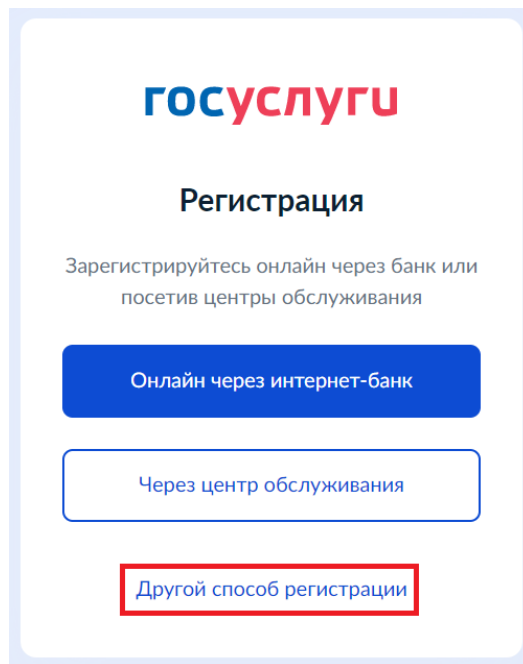 госуслуги
Регистрация
Зарегистрируйтесь онлайн через банк или
посетив центры обслуживания
Онлайн через интернет-банк
Через центр обслуживания
Другой способ регистрации